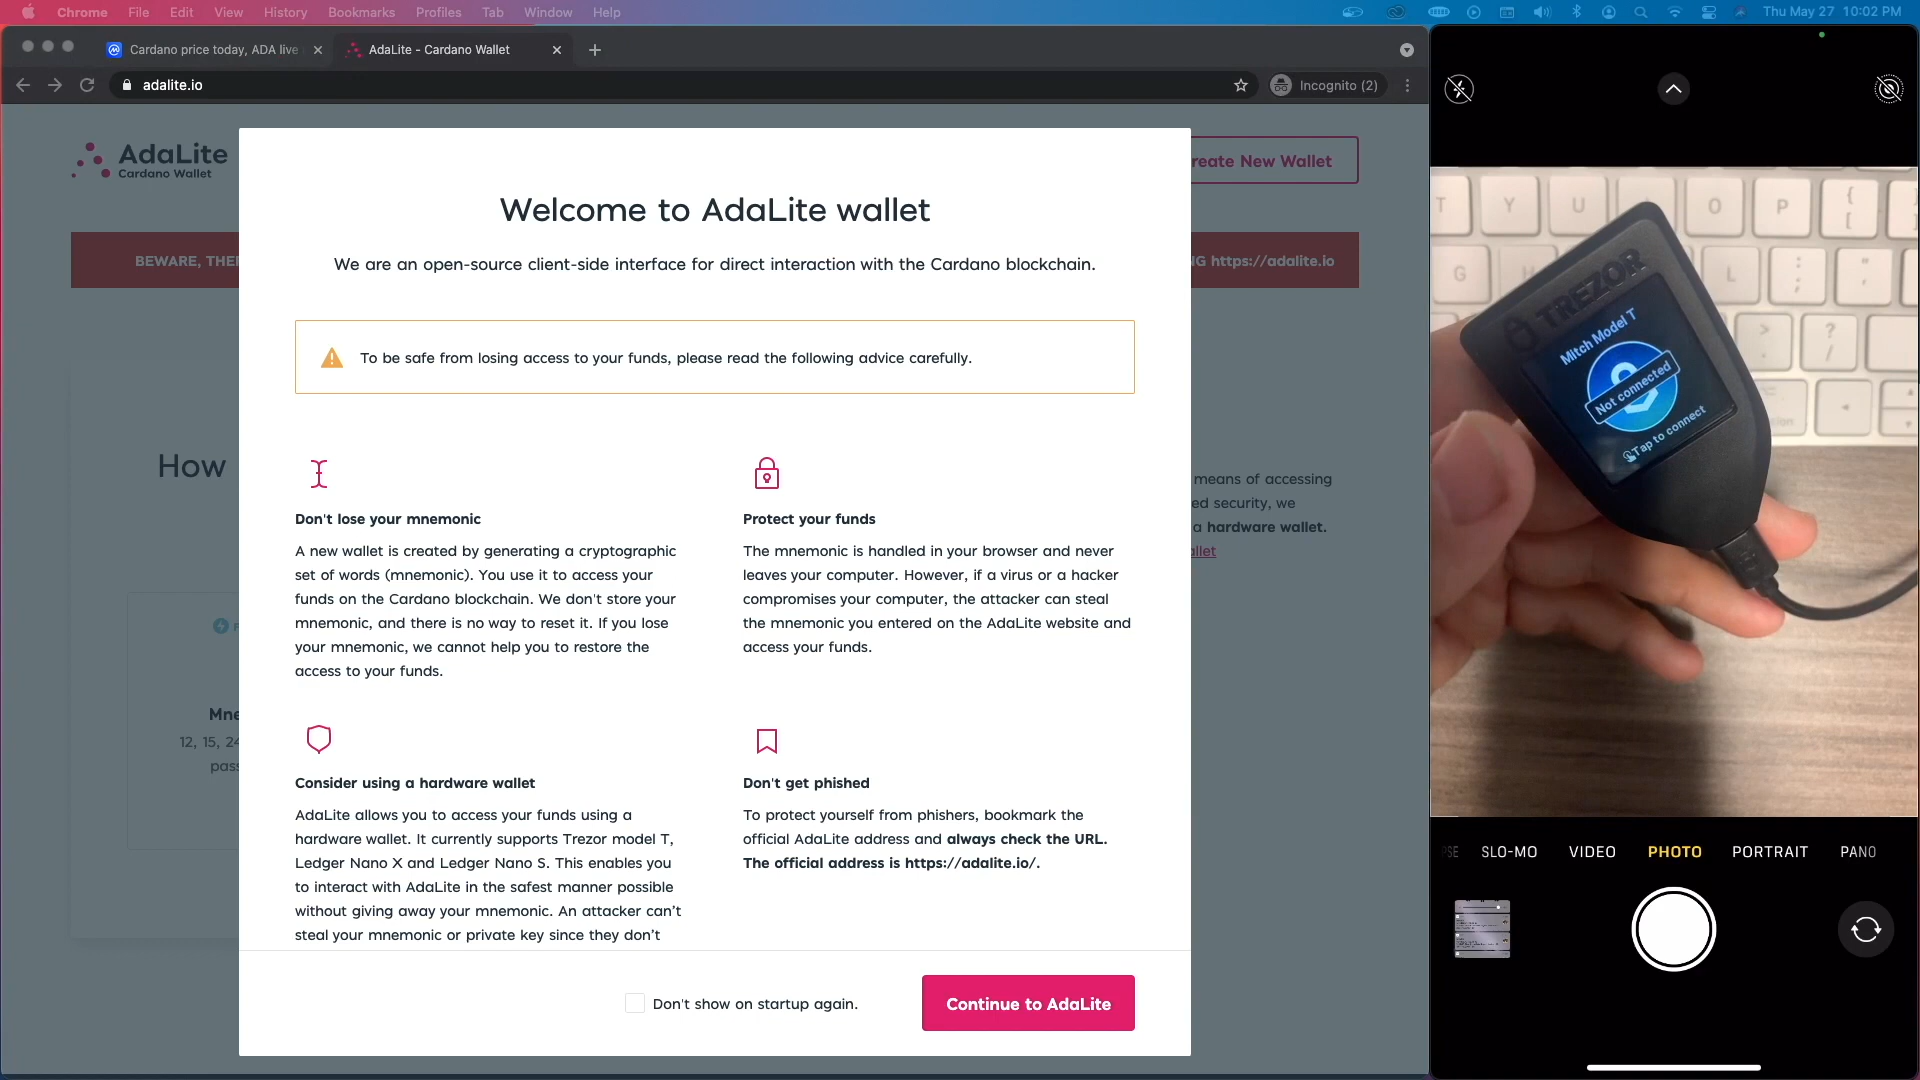 Chrome File Edit View History Bookmarks Profiles Tab Window Help
Thu May 27 10:02 PM
Cardano price today, ADA live
AdaLite - Cardano Wallet
adalite.io
Incognito (2)
AdaLite
Cardano Wallet
reate New Wallet
BEWARE, THE
NG https://adalite.io
Welcome to AdaLite wallet
We are an open-source client-side interface for direct interaction with the Cardano blockchain.
To be safe from losing access to your funds, please read the following advice carefully.
How
means of accessing
ed security, we
a hardware wallet.
allet
Don't lose your mnemonic
A new wallet is created by generating a cryptographic
set of words (mnemonic). You use it to access your
funds on the Cardano blockchain. We don't store your
mnemonic, and there is no way to reset it. If you lose
your mnemonic, we cannot help you to restore the
access to your funds.
Protect your funds
The mnemonic is handled in your browser and never
leaves your computer. However, if a virus or a hacker
compromises your computer, the attacker can steal
the mnemonic you entered on the AdaLite website and
access your funds.
Mne
12, 15, 24
pass
Consider using a hardware wallet
AdaLite allows you to access your funds using a
hardware wallet. It currently supports Trezor model T,
Ledger Nano X and Ledger Nano S. This enables you
to interact with AdaLite in the safest manner possible
without giving away your mnemonic. An attacker can't
steal your mnemonic or private key since they don't
Don't get phished
To protect yourself from phishers, bookmark the
official AdaLite address and always check the URL.
The official address is https://adalite.io/.
Don't show on startup again.
Continue to AdaLite
T Y U O P { [
G H
: ;
" '
> .
? /
TREZOR
Mitch Model T
Not connected
Tap to connect
PSE SLO-MO VIDEO PHOTO PORTRAIT PANO